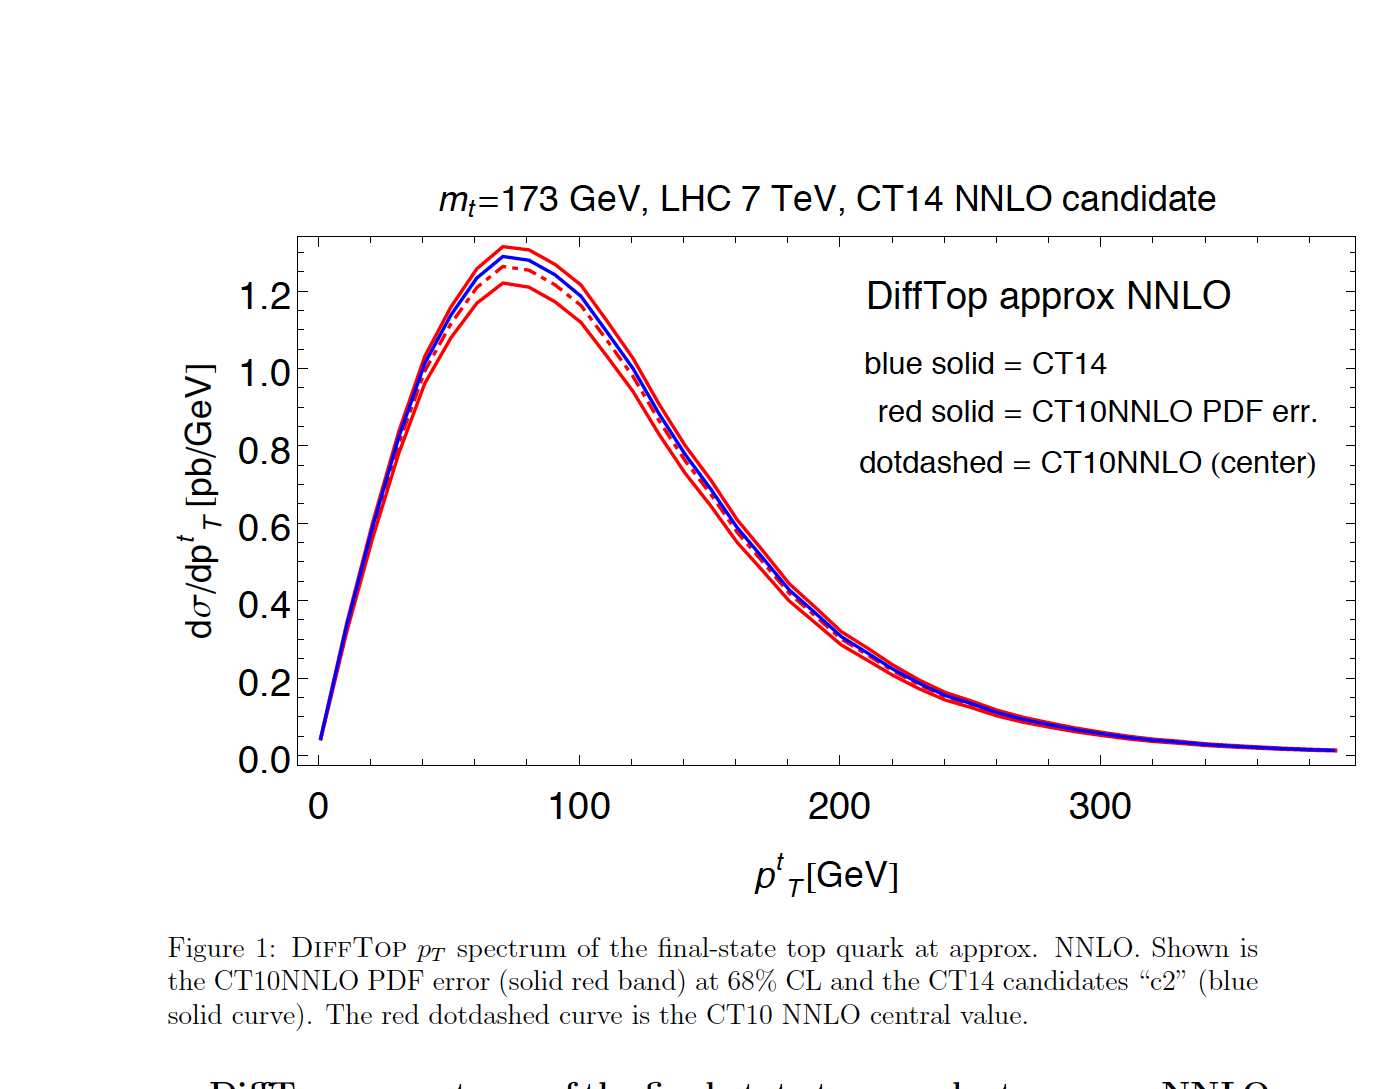 m_t=173 GeV, LHC 7 TeV, CT14 NNLO candidate
DiffTop approx NNLO
blue solid = CT14
red solid = CT10NNLO PDF err.
dotdashed = CT10NNLO (center)
dσ/dp^t_T [pb/GeV]
1.2
1.0
0.8
0.6
0.4
0.2
0.0
0 100 200 300
p^t_T[GeV]
Figure 1: DIFFTOP p_T spectrum of the final-state top quark at approx. NNLO. Shown is
the CT10NNLO PDF error (solid red band) at 68% CL and the CT14 candidates “c2” (blue
solid curve). The red dotdashed curve is the CT10 NNLO central value.